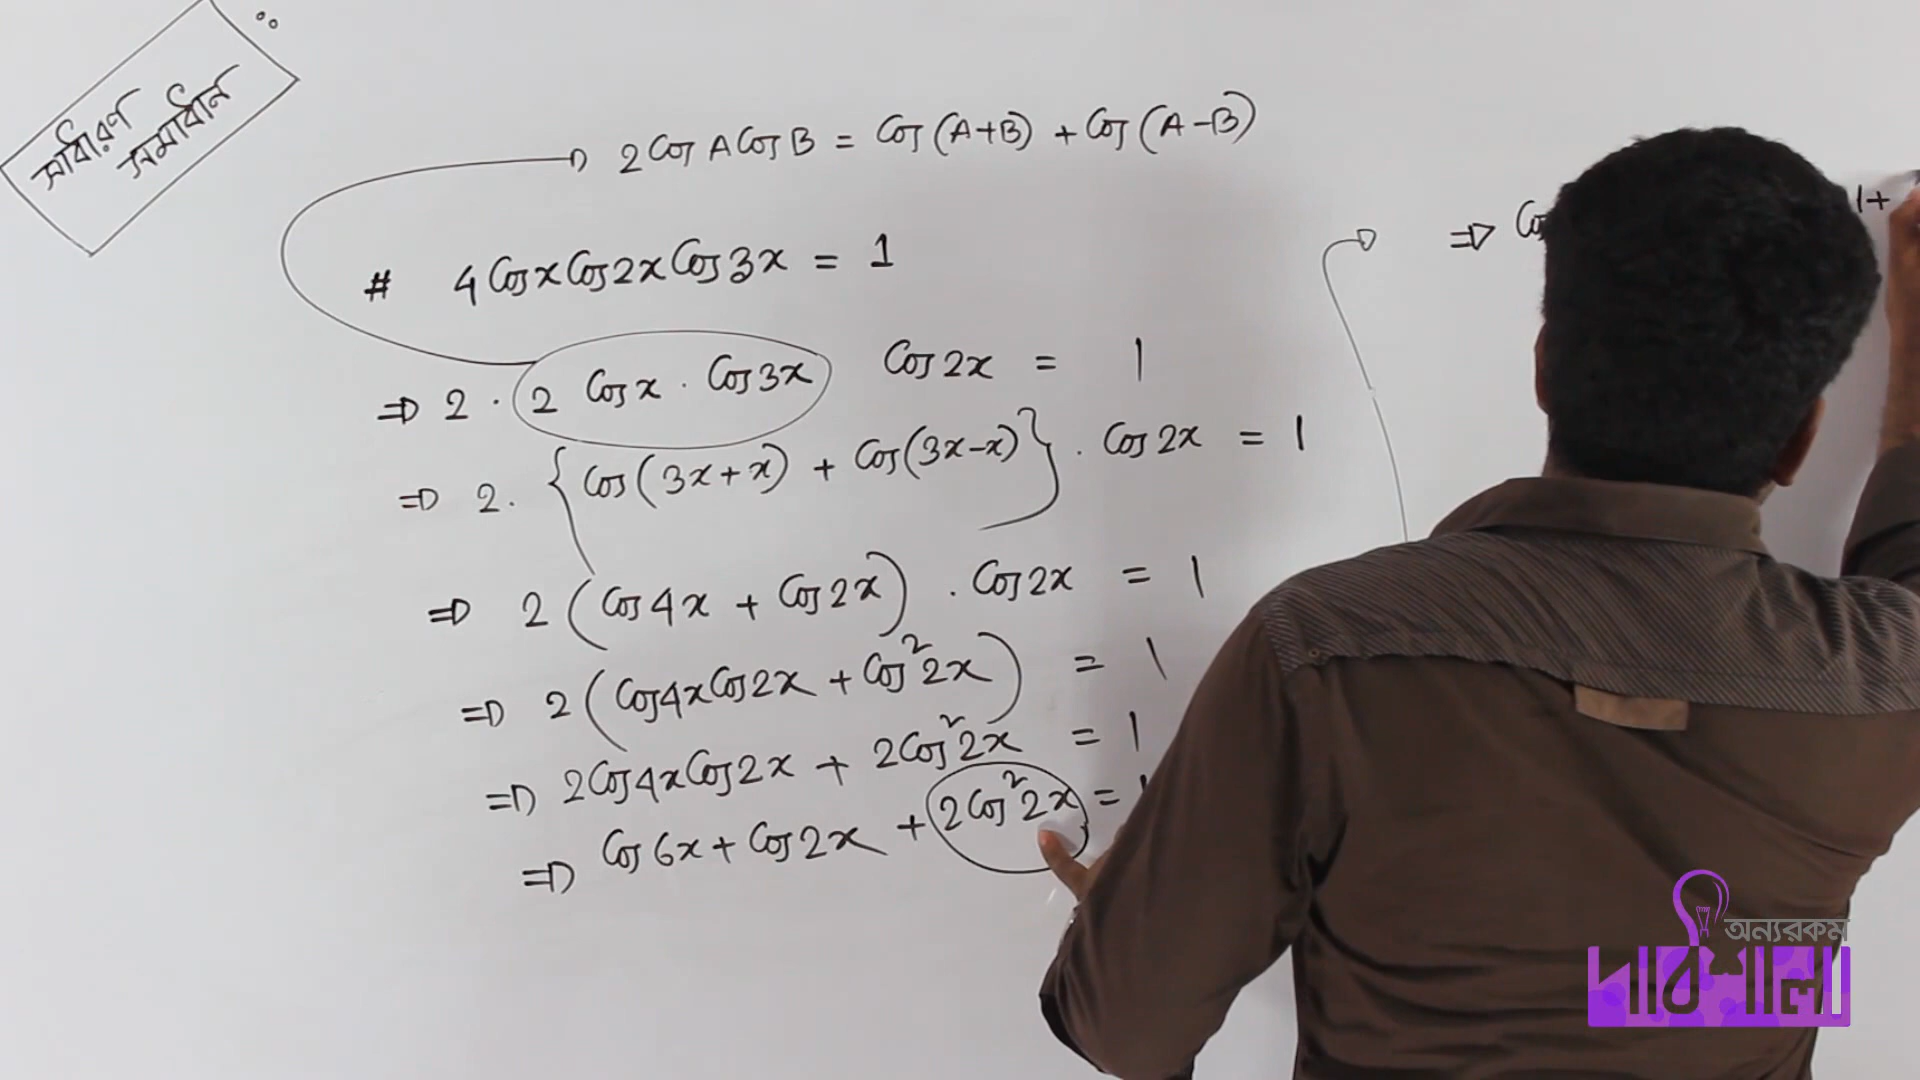 সাধারণ
সমাধান
2 Cos A Cos B = Cos (A+B) + Cos (A-B)
# 4 Cos x Cos 2x Cos 3x = 1
⇒ 2 . 2 Cos x . Cos 3x Cos 2x = 1
⇒ 2 . {Cos (3x+x) + Cos (3x-x)} . Cos 2x = 1
⇒ 2 (Cos 4x + Cos 2x) . Cos 2x = 1
⇒ 2 (Cos 4x Cos 2x + Cos² 2x) = 1
⇒ 2 Cos 4x Cos 2x + 2 Cos² 2x = 1
⇒ Cos 6x + Cos 2x + 2 Cos² 2x =
⇒
1+
অন্যরকম
পাঠশালা